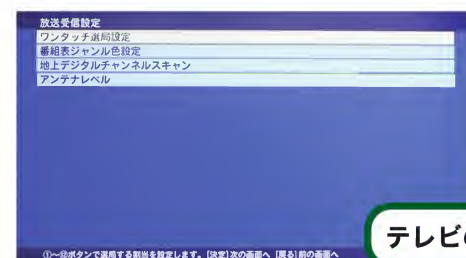 放送受信設定
ワンタッチ選局設定
番組表ジャンル色設定
地上デジタルチャンネルスキャン
アンテナレベル
テレビの
①～⑫ボタンで選局する割当を設定します。[決定]次の画面へ [戻る]前の画面へ